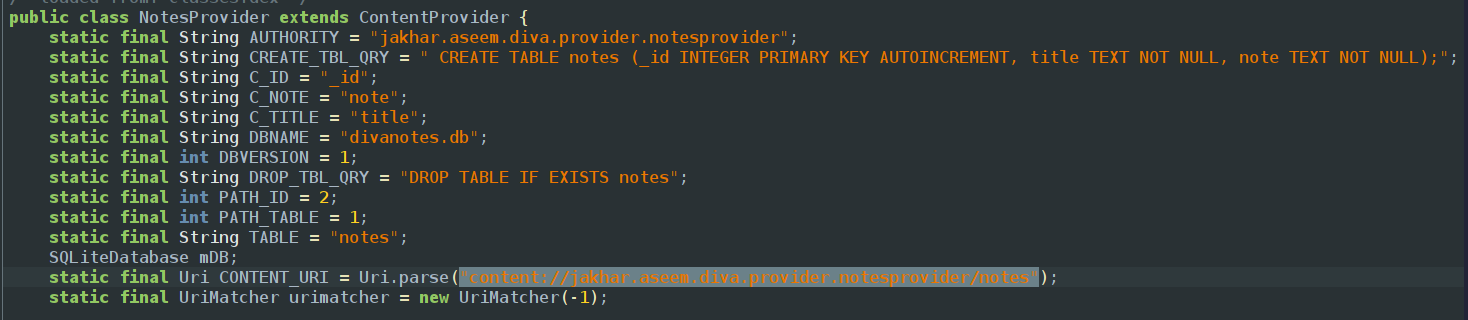 /* loaded from: classes.dex */
public class NotesProvider extends ContentProvider {
static final String AUTHORITY = "jakhar.aseem.diva.provider.notesprovider";
static final String CREATE_TBL_QRY = " CREATE TABLE notes (_id INTEGER PRIMARY KEY AUTOINCREMENT, title TEXT NOT NULL, note TEXT NOT NULL);";
static final String C_ID = "_id";
static final String C_NOTE = "note";
static final String C_TITLE = "title";
static final String DBNAME = "divanotes.db";
static final int DBVERSION = 1;
static final String DROP_TBL_QRY = "DROP TABLE IF EXISTS notes";
static final int PATH_ID = 2;
static final int PATH_TABLE = 1;
static final String TABLE = "notes";
SQLiteDatabase mDB;
static final Uri CONTENT_URI = Uri.parse("content://jakhar.aseem.diva.provider.notesprovider/notes");
static final UriMatcher urimatcher = new UriMatcher(-1);